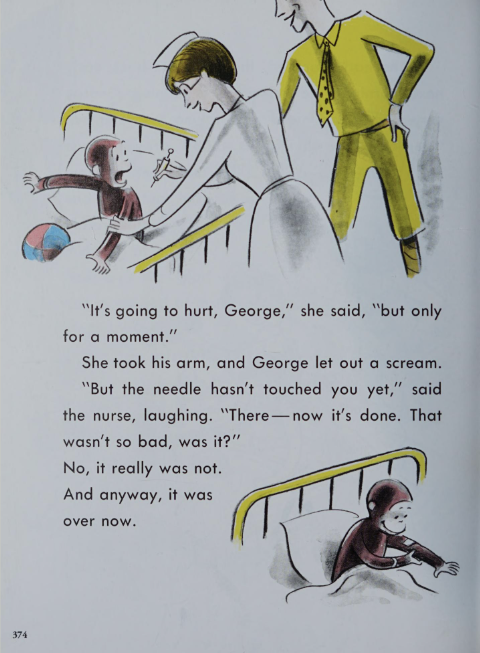 "It's going to hurt, George," she said, "but only
for a moment."
She took his arm, and George let out a scream.
"But the needle hasn't touched you yet," said
the nurse, laughing. "There—now it's done. That
wasn't so bad, was it?"
No, it really was not.
And anyway, it was
over now.
374